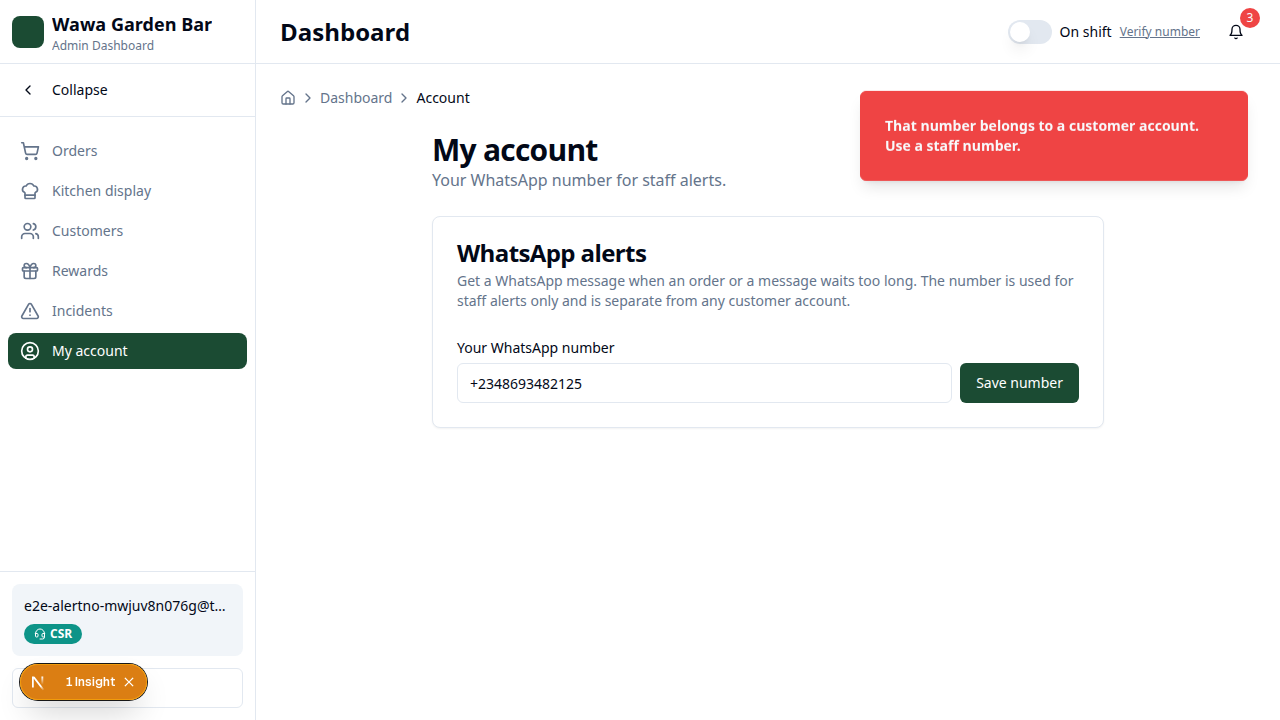 Wawa Garden Bar
Admin Dashboard
Dashboard
On shift
Verify number
3
Collapse
Dashboard
Account
That number belongs to a customer account.
Use a staff number.
Orders
Kitchen display
Customers
Rewards
Incidents
My account
My account
Your WhatsApp number for staff alerts.
WhatsApp alerts
Get a WhatsApp message when an order or a message waits too long. The number is used for
staff alerts only and is separate from any customer account.
Your WhatsApp number
+2348693482125
Save number
e2e-alertno-mwjuv8n076g@t...
CSR
1 Insight